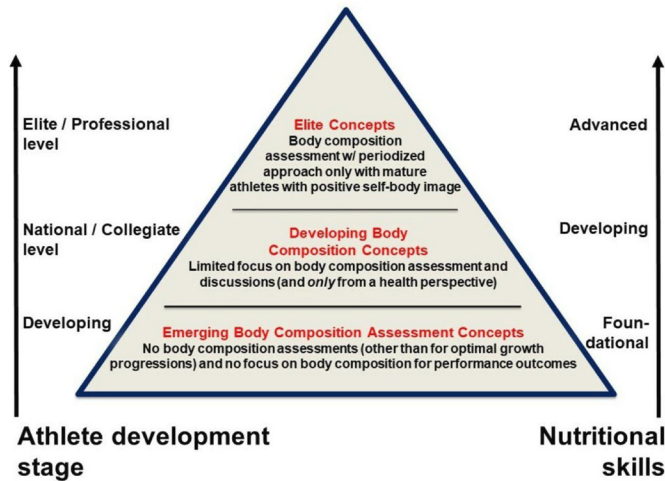 Elite / Professional
level
National / Collegiate
level
Developing
Athlete development
stage
Elite Concepts
Body composition
assessment w/ periodized
approach only with mature
athletes with positive self-body image
Developing Body
Composition Concepts
Limited focus on body composition assessment and
discussions (and only from a health perspective)
Emerging Body Composition Assessment Concepts
No body composition assessments (other than for optimal growth
progressions) and no focus on body composition for performance outcomes
Advanced
Developing
Foun-
dational
Nutritional
skills